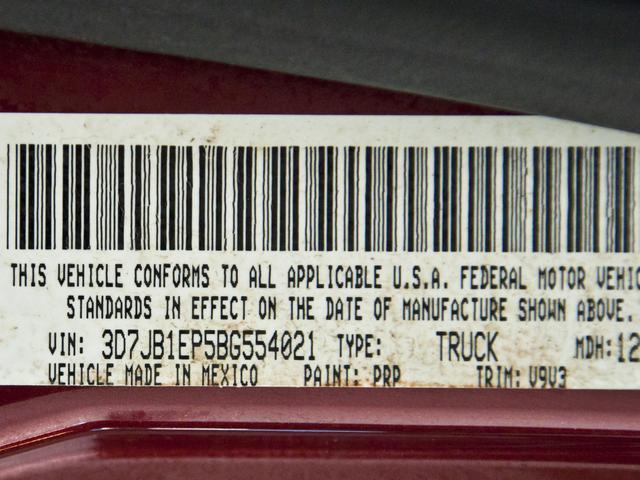 THIS VEHICLE CONFORMS TO ALL APPLICABLE U.S.A. FEDERAL MOTOR VEHIC
STANDARDS IN EFFECT ON THE DATE OF MANUFACTURE SHOWN ABOVE.
VIN: 3D7JB1EP5BG554021 TYPE: TRUCK MDH: 12
VEHICLE MADE IN MEXICO PAINT: PRP TRIM: V9V3